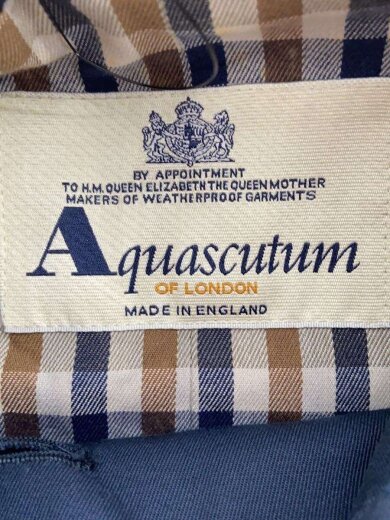 BY APPOINTMENT
TO H.M. QUEEN ELIZABETH THE QUEEN MOTHER
MAKERS OF WEATHERPROOF GARMENTS
Aquascutum
OF LONDON
MADE IN ENGLAND